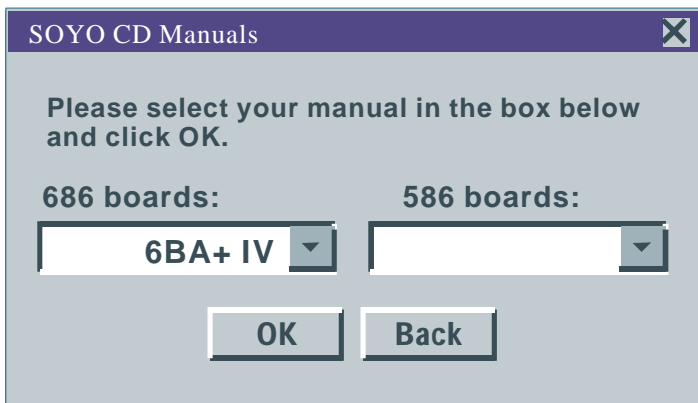 SOYO CD Manuals
Please select your manual in the box below
and click OK.
686 boards:
586 boards:
6BA+ IV
OK
Back